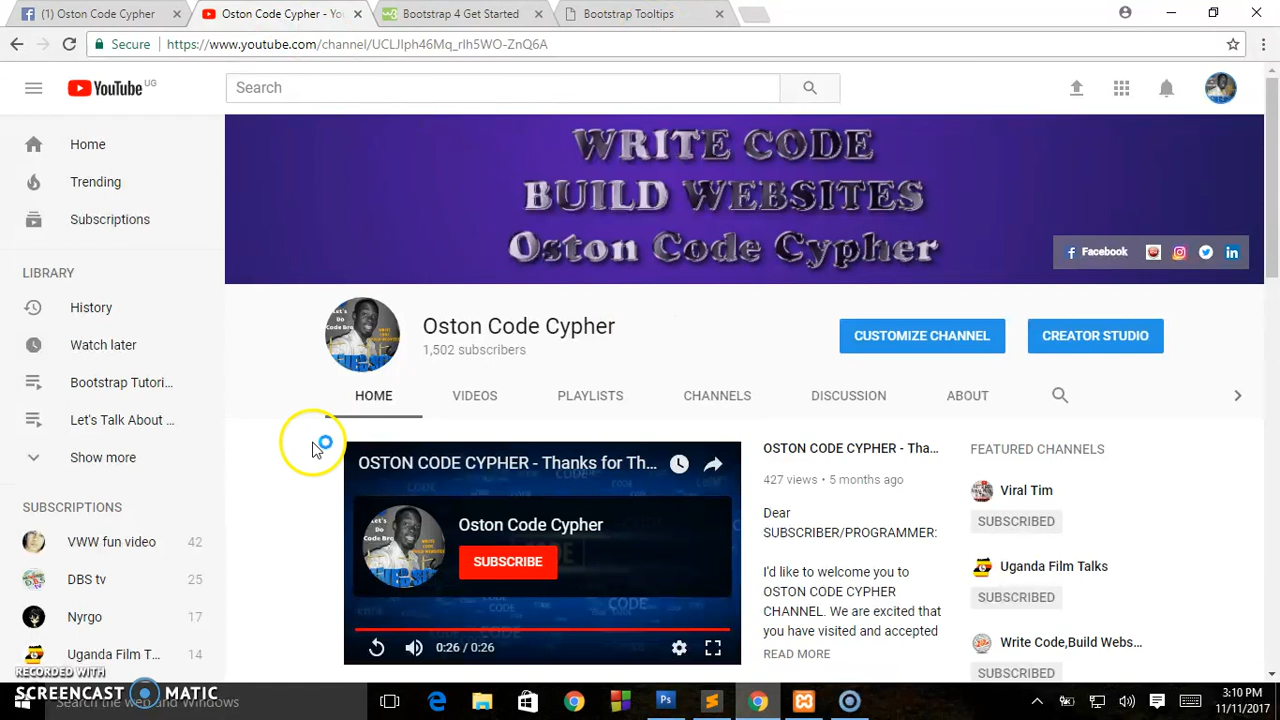 (1) Oston Code Cypher
Oston Code Cypher - You
Bootstrap 4 Get Started
Bootstrap Tooltips
Secure
https://www.youtube.com/channel/UCLJIph46Mq_rIh5WO-ZnQ6A
YouTube UG
Search
WRITE CODE
BUILD WEBSITES
Oston Code Cypher
Facebook
Home
Trending
Subscriptions
LIBRARY
History
Watch later
Bootstrap Tutori...
Let's Talk About ...
Show more
SUBSCRIPTIONS
VWW fun video 42
DBS tv 25
Nyrgo 17
Uganda Film T... 14
Oston Code Cypher
1,502 subscribers
CUSTOMIZE CHANNEL
CREATOR STUDIO
HOME VIDEOS PLAYLISTS CHANNELS DISCUSSION ABOUT
OSTON CODE CYPHER - Thanks for Th...
Oston Code Cypher
SUBSCRIBE
0:26 / 0:26
OSTON CODE CYPHER - Tha...
427 views • 5 months ago
Dear
SUBSCRIBER/PROGRAMMER:
I'd like to welcome you to
OSTON CODE CYPHER
CHANNEL. We are excited that
you have visited and accepted
READ MORE
FEATURED CHANNELS
Viral Tim
SUBSCRIBED
Uganda Film Talks
SUBSCRIBED
Write Code,Build Webs...
SUBSCRIBED
RECORDED WITH
SCREENCAST MATIC
Search the web and Windows
3:10 PM
11/11/2017